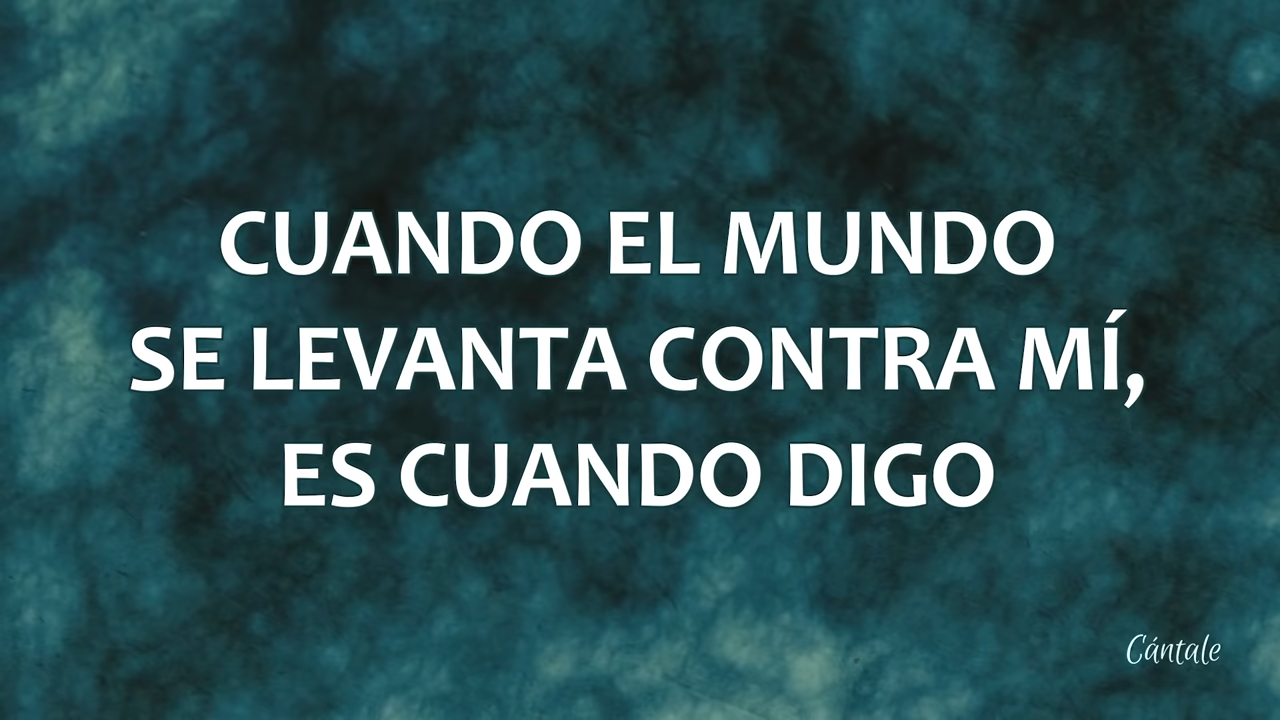 CUANDO EL MUNDO
SE LEVANTA CONTRA MÍ,
ES CUANDO DIGO
Cántale